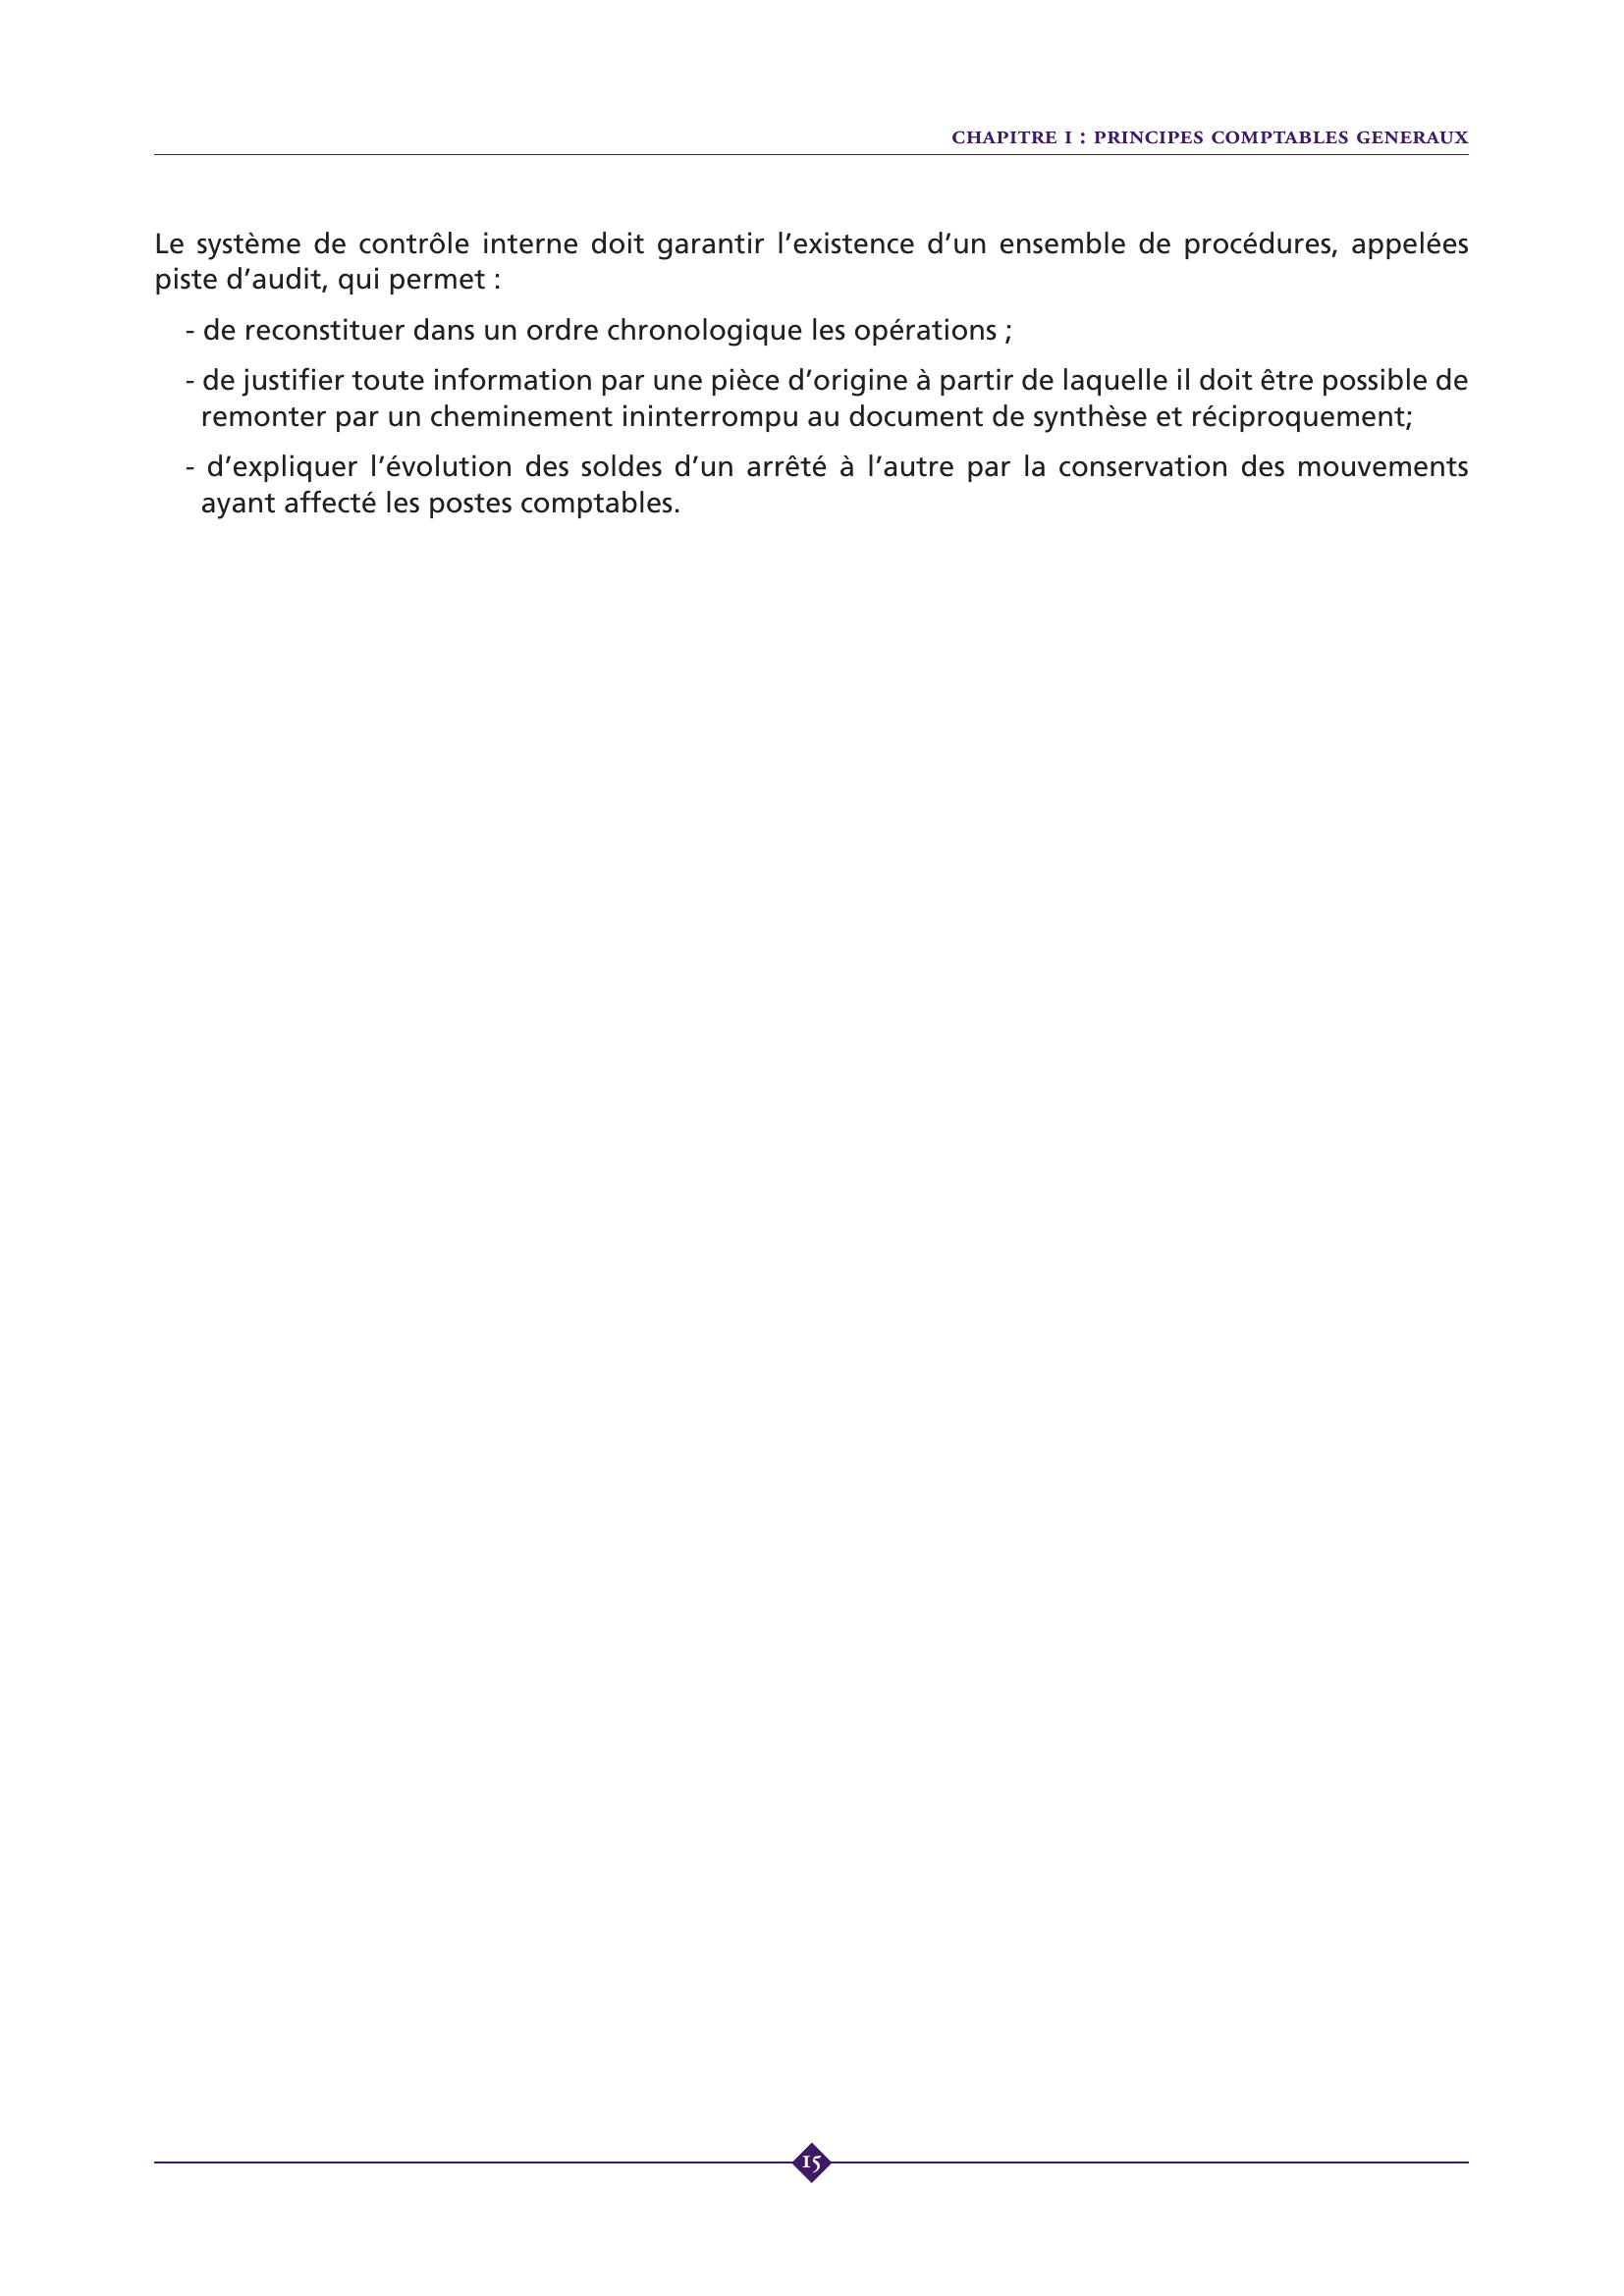 CHAPITRE I : PRINCIPES COMPTABLES GENERAUX
Le système de contrôle interne doit garantir l’existence d’un ensemble de procédures, appelées
piste d’audit, qui permet :
- de reconstituer dans un ordre chronologique les opérations ;
- de justifier toute information par une pièce d’origine à partir de laquelle il doit être possible de
remonter par un cheminement ininterrompu au document de synthèse et réciproquement;
- d’expliquer l’évolution des soldes d’un arrêté à l’autre par la conservation des mouvements
ayant affecté les postes comptables.
15